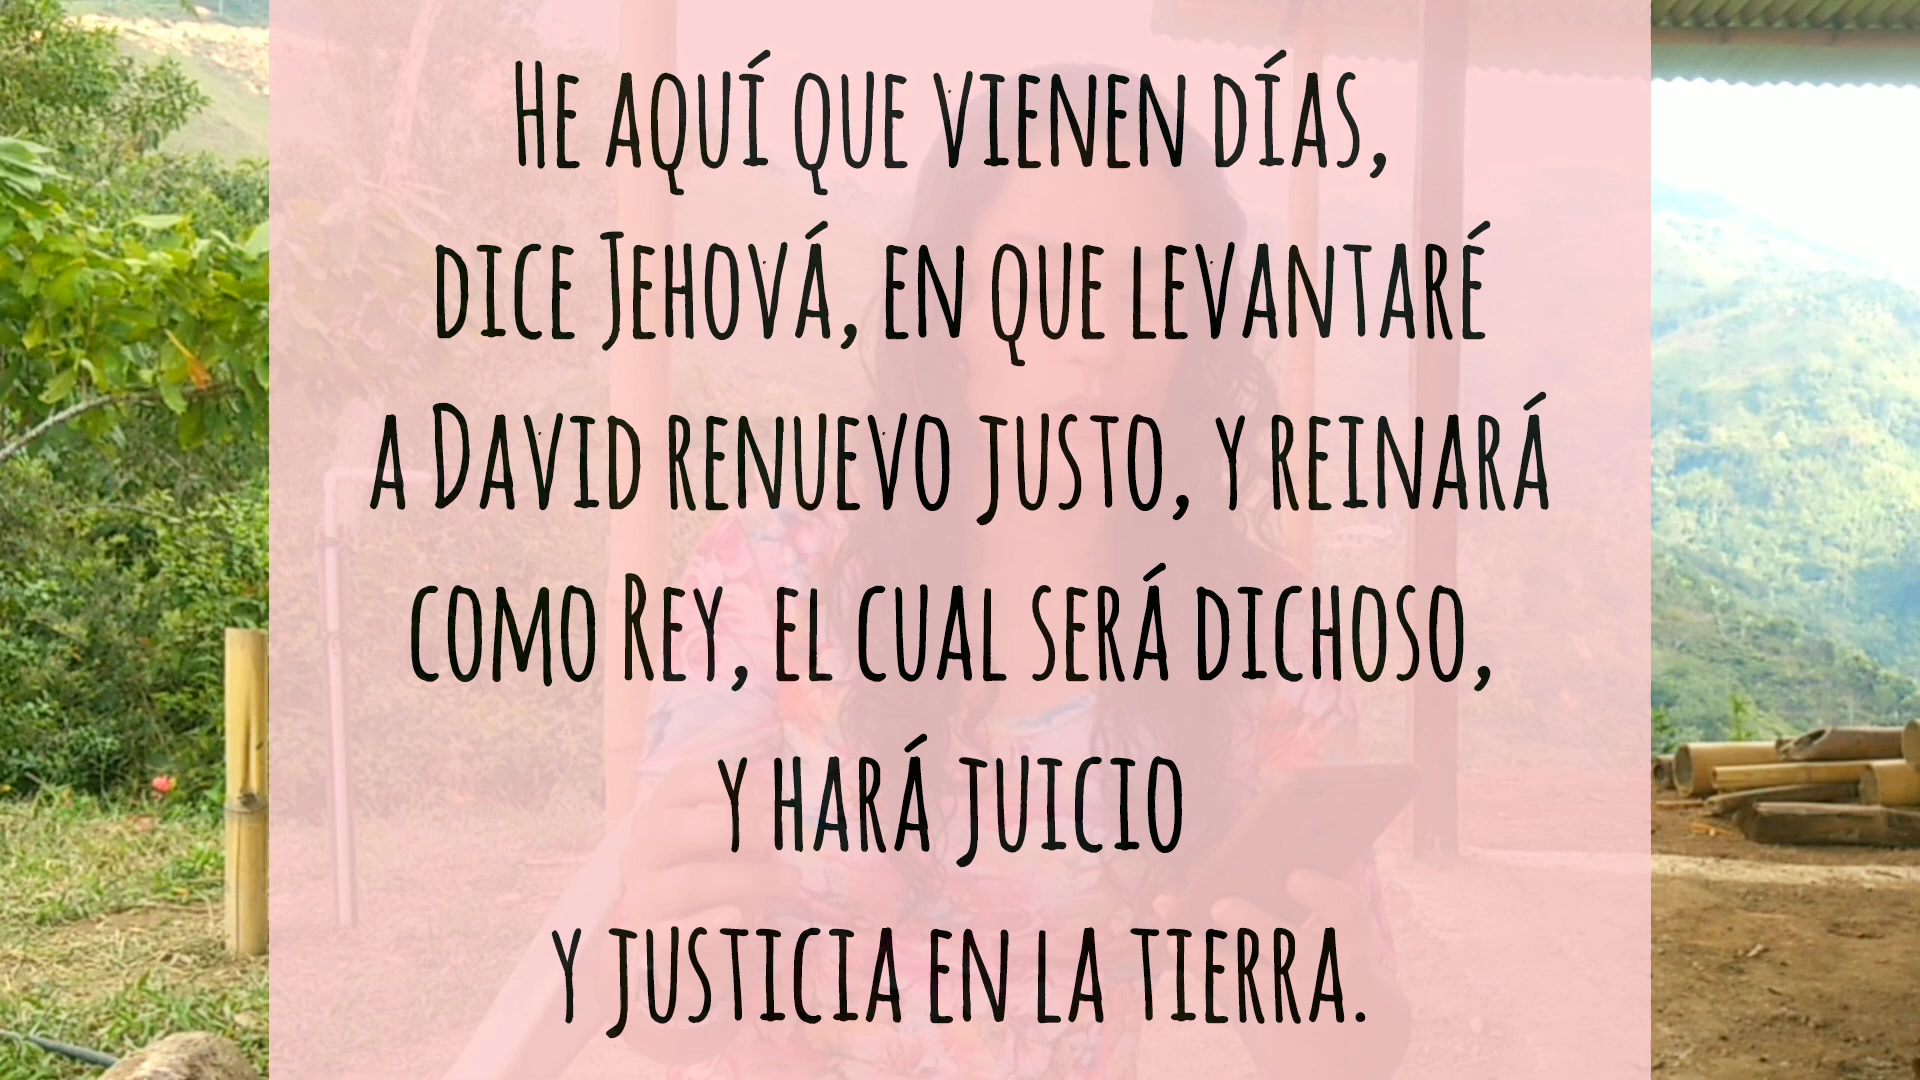 He aquí que vienen días,
dice Jehová, en que levantaré
a David renuevo justo, y reinará
como Rey, el cual será dichoso,
y hará juicio
y justicia en la tierra.